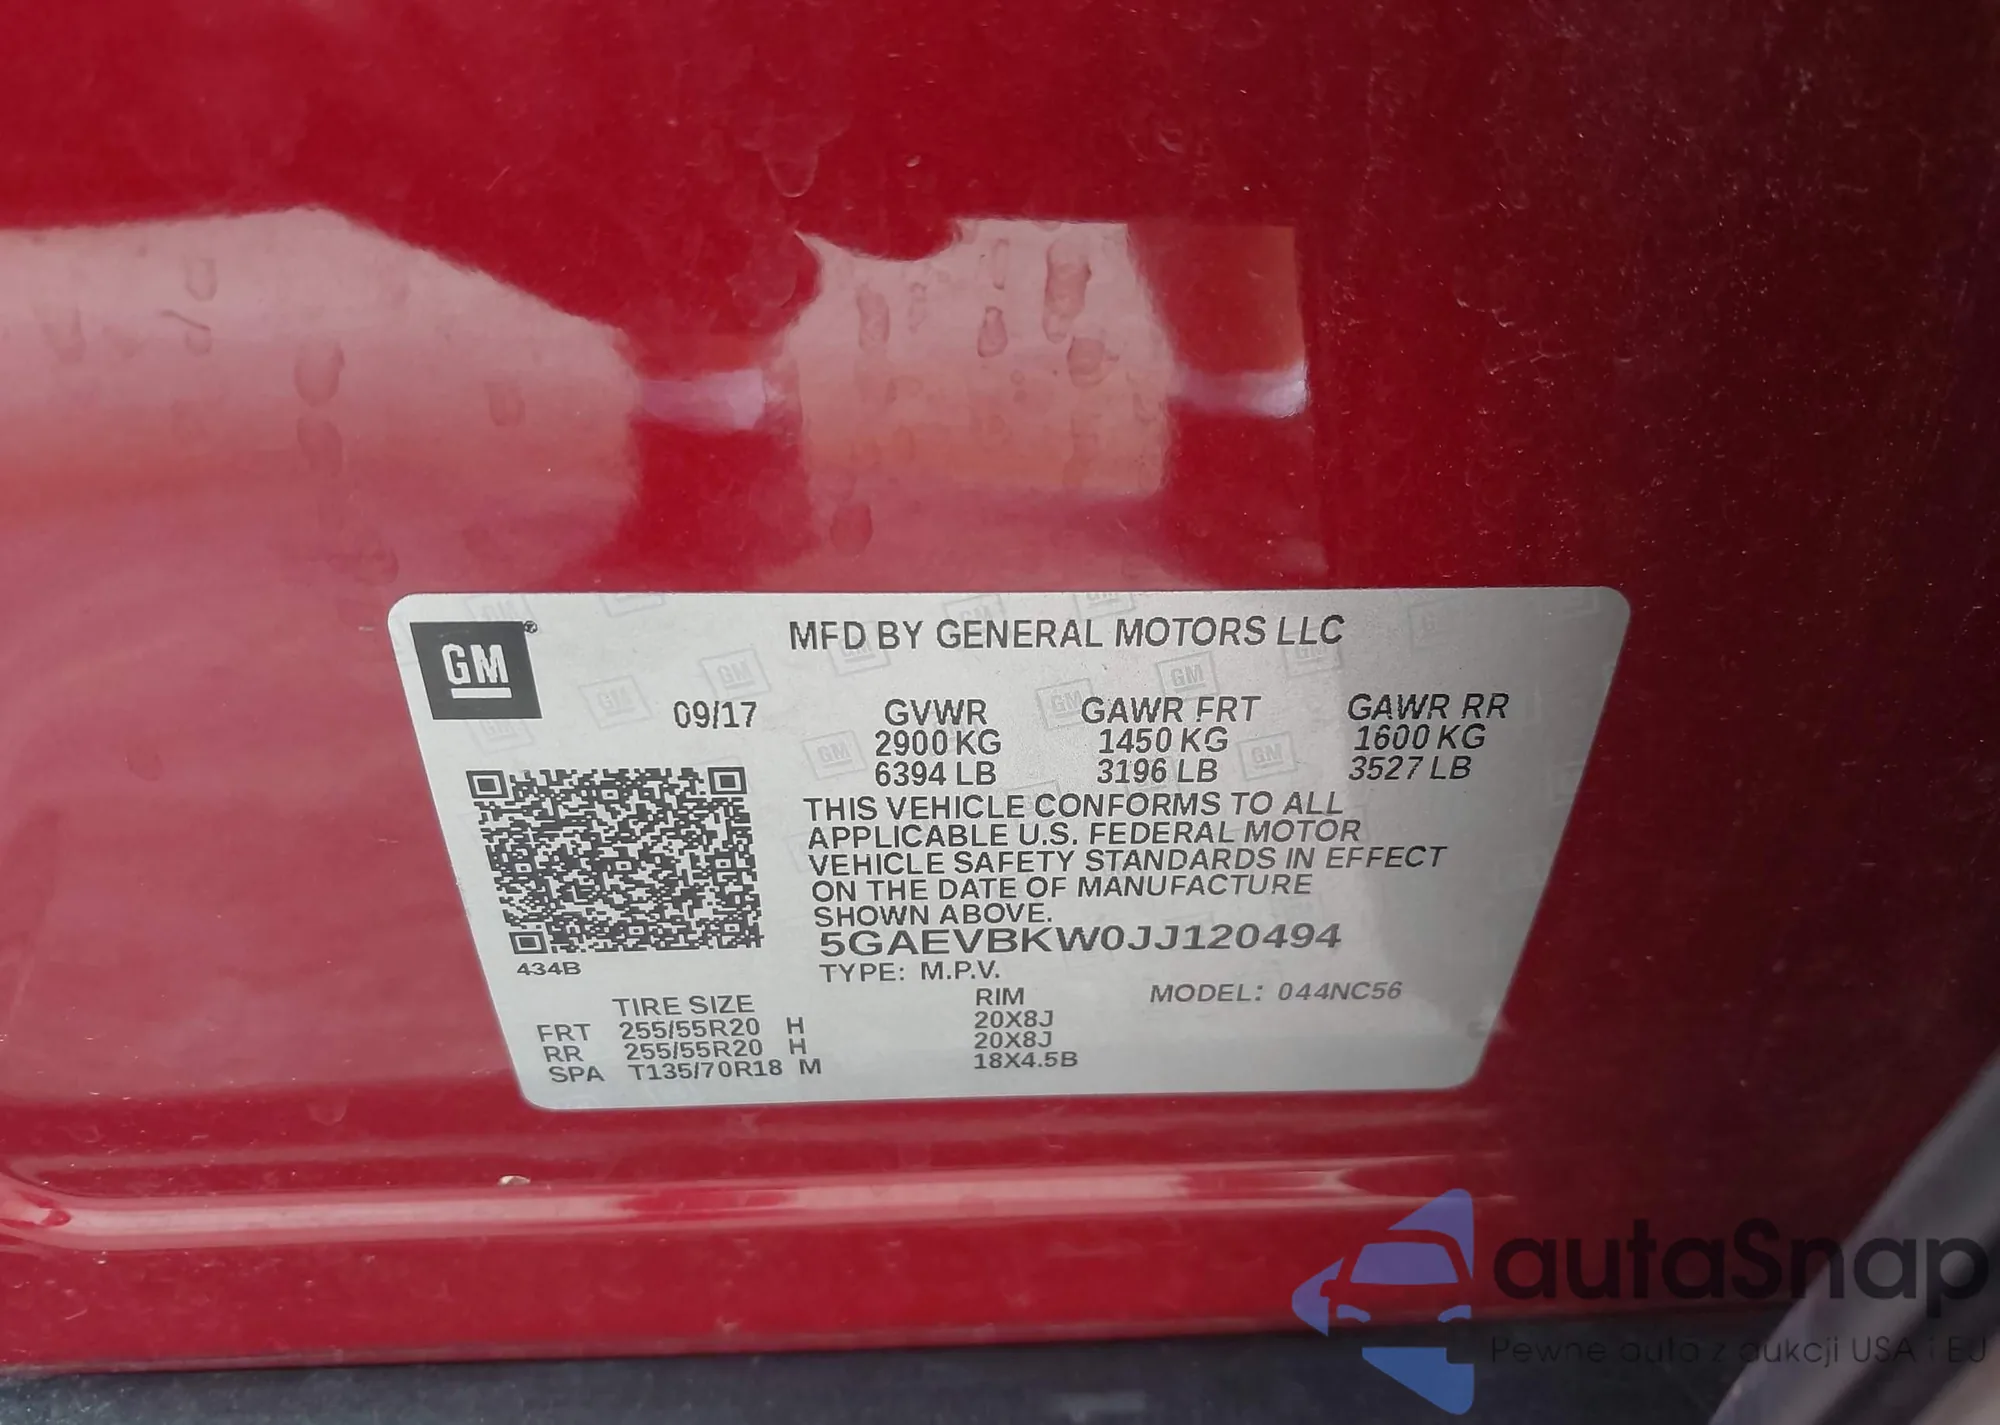 GM
MFD BY GENERAL MOTORS LLC
09/17 GVWR GAWR FRT GAWR RR
2900 KG 1450 KG 1600 KG
6394 LB 3196 LB 3527 LB
THIS VEHICLE CONFORMS TO ALL
APPLICABLE U.S. FEDERAL MOTOR
VEHICLE SAFETY STANDARDS IN EFFECT
ON THE DATE OF MANUFACTURE
SHOWN ABOVE.
5GAEVBKW0JJ120494
434B TYPE: M.P.V.
TIRE SIZE RIM MODEL: 044NC56
FRT 255/55R20 H 20X8J
RR 255/55R20 H 20X8J
SPA T135/70R18 M 18X4.5B
autaSnap
Pewne auta z aukcji USA i EU